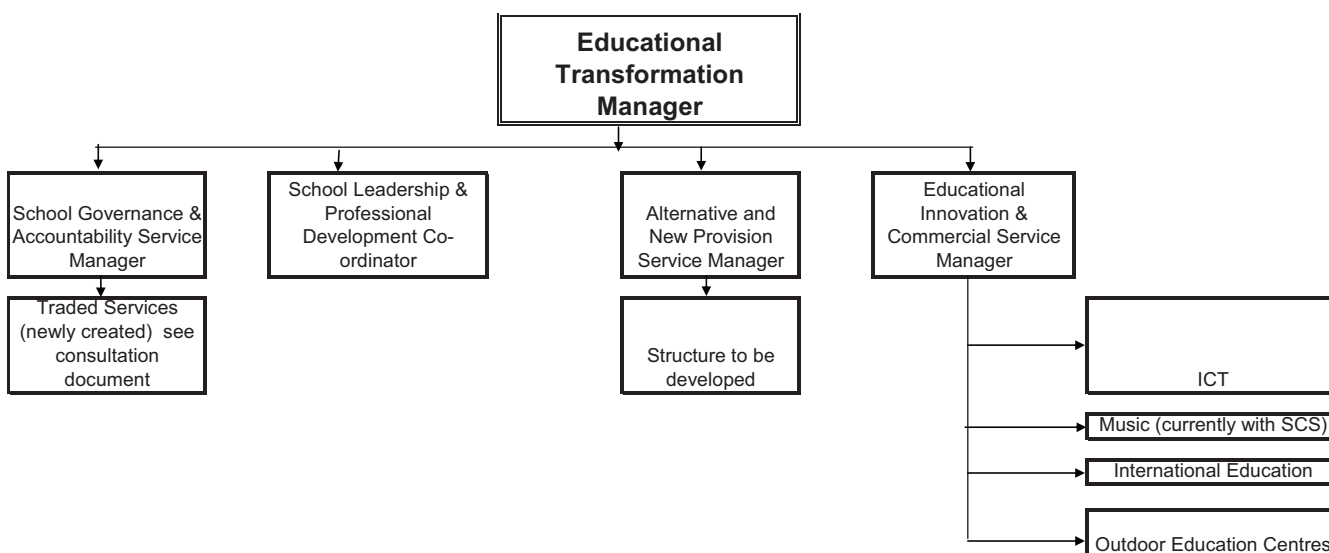 Educational
Transformation
Manager
School Governance &
Accountability Service
Manager
School Leadership &
Professional
Development Co-
ordinator
Alternative and
New Provision
Service Manager
Educational
Innovation &
Commercial Service
Manager
Traded Services
(newly created) see
consultation
document
Structure to be
developed
ICT
Music (currently with SCS)
International Education
Outdoor Education Centres